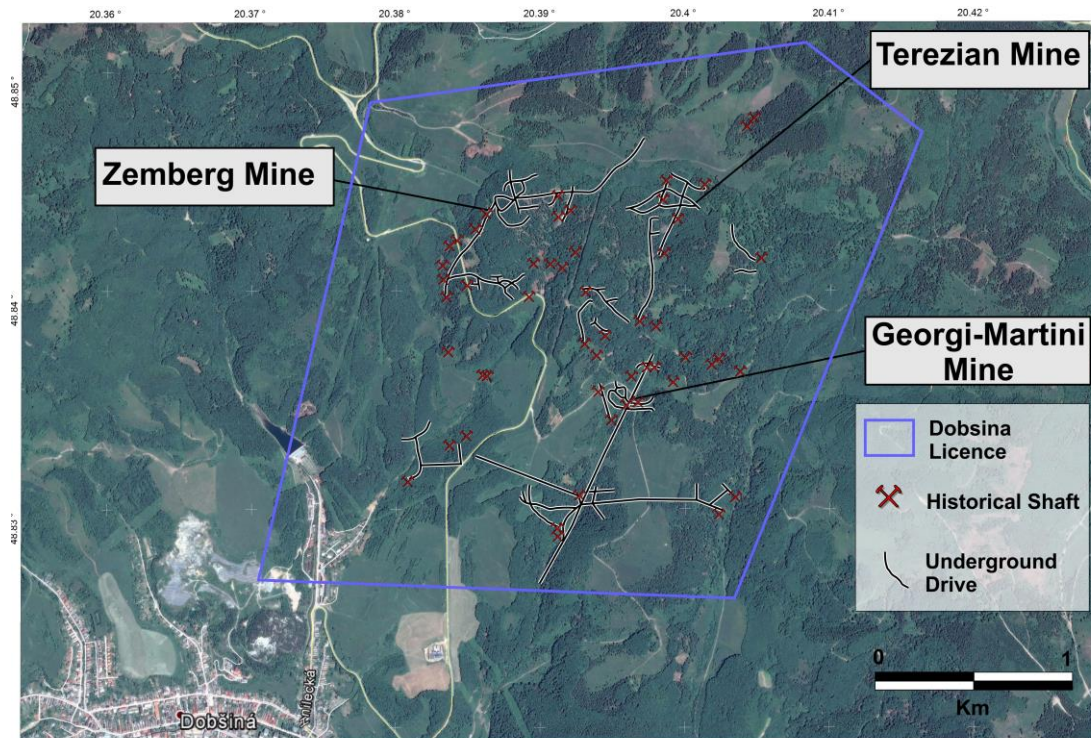 20.36 20.37 20.38 20.39 20.4 20.41 20.42
48.85 °
48.84 °
48.83 °
Terezian Mine
Zemberg Mine
Georgi-Martini
Mine
Dobsina
Licence
Historical Shaft
Underground
Drive
0 1
Km
Dobšiná